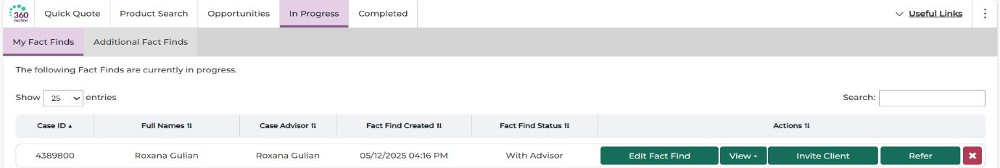 360 factfind Quick Quote Product Search Opportunities In Progress Completed Useful Links
My Fact Finds Additional Fact Finds
The following Fact Finds are currently in progress.
Show 25 entries Search:
Case ID Full Names Case Advisor Fact Find Created Fact Find Status Actions
4389800 Roxana Gulian Roxana Gulian 05/12/2025 04:16 PM With Advisor Edit Fact Find View Invite Client Refer